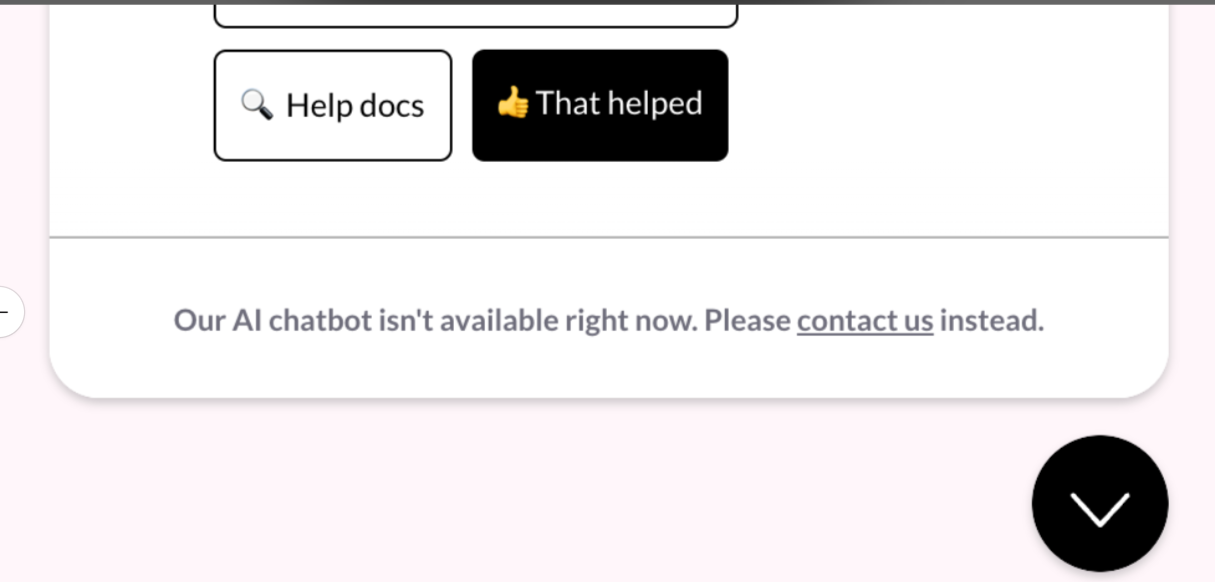 🔍 Help docs
👍 That helped
Our AI chatbot isn't available right now. Please contact us instead.